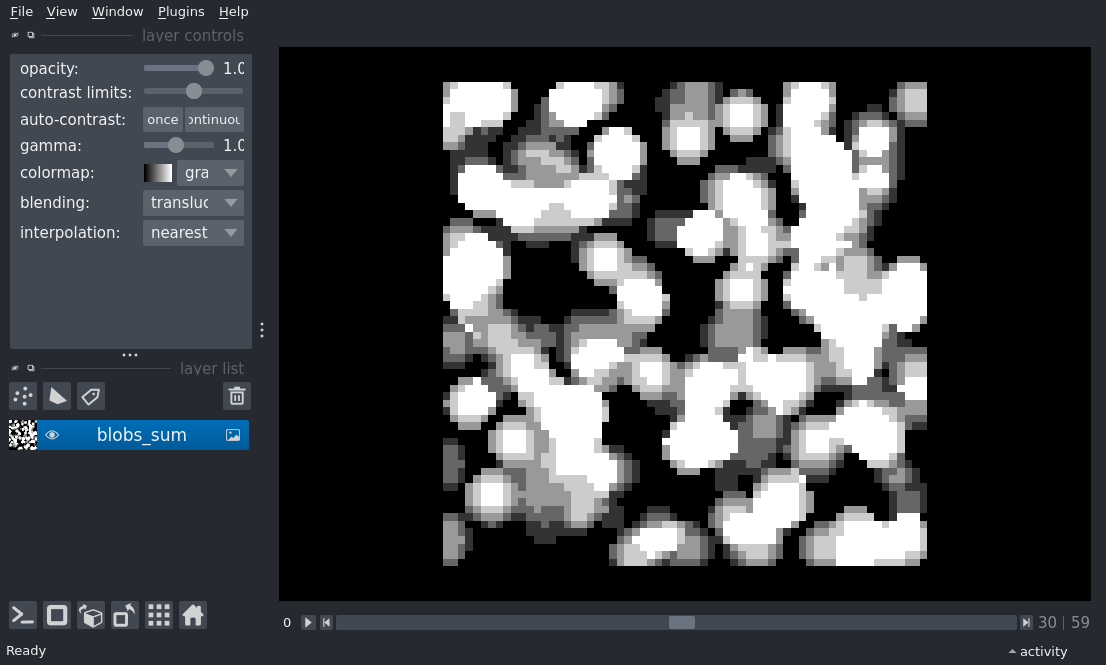 File View Window Plugins Help
layer controls
opacity: 1.0
contrast limits:
auto-contrast: once ontinuou
gamma: 1.0
colormap: gra
blending: transluc
interpolation: nearest
layer list
blobs_sum
0 30 | 59
Ready activity